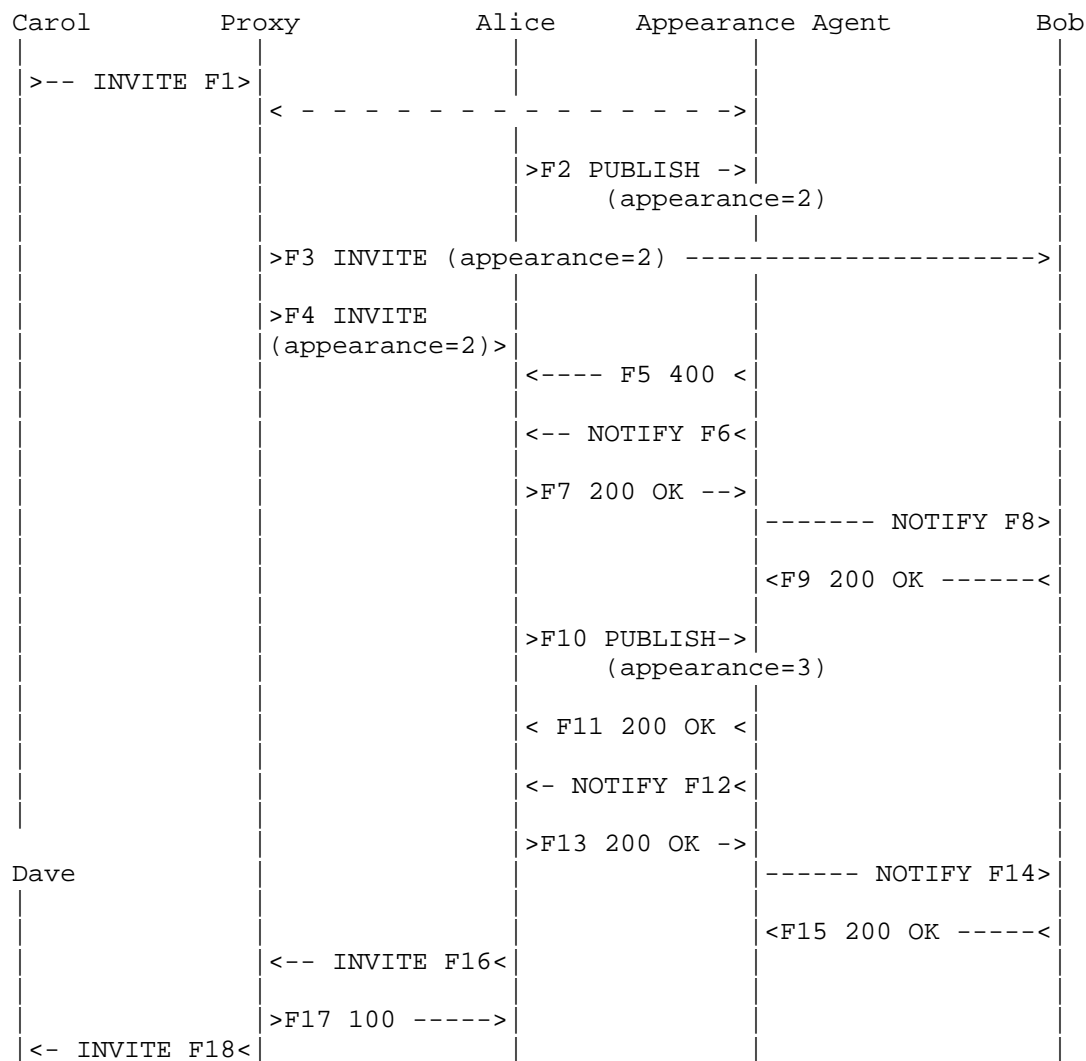 Carol Proxy Alice Appearance Agent Bob
>-- INVITE F1>
< - - - - - - - - - - - - - - ->
>F2 PUBLISH ->
(appearance=2)
>F3 INVITE (appearance=2) ---------------------->
>F4 INVITE
(appearance=2)>
<---- F5 400 <
<-- NOTIFY F6<
>F7 200 OK -->
------- NOTIFY F8>
<F9 200 OK ------<
>F10 PUBLISH->
(appearance=3)
< F11 200 OK <
<- NOTIFY F12<
>F13 200 OK ->
Dave ------ NOTIFY F14>
<F15 200 OK -----<
<-- INVITE F16<
>F17 100 ----->
<- INVITE F18<